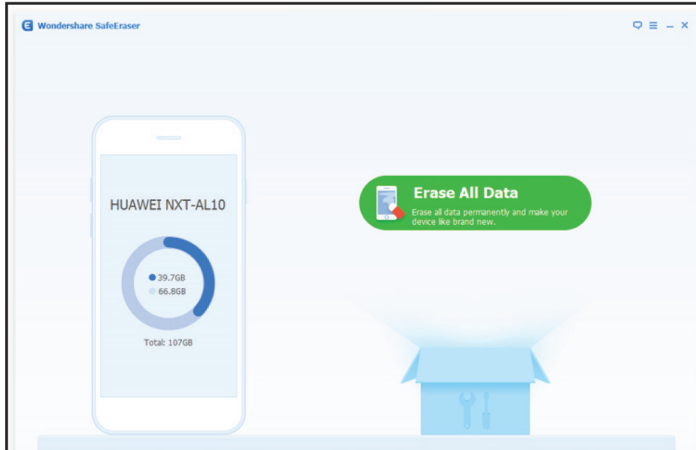 Wondershare SafeEraser
HUAWEI NXT-AL10
39.7GB
66.8GB
Total: 107GB
Erase All Data
Erase all data permanently and make your
device like brand new.